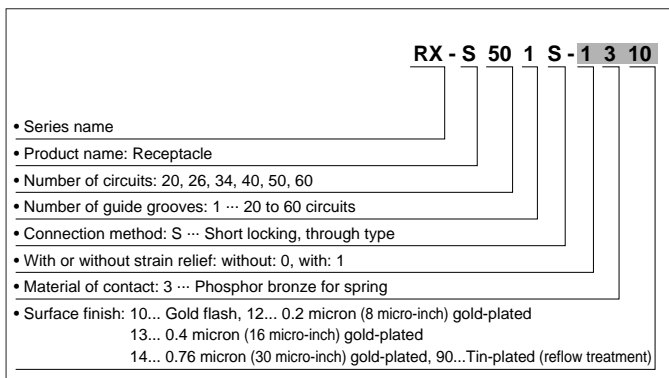 RX - S 50 1 S - 1 3 10
• Series name
• Product name: Receptacle
• Number of circuits: 20, 26, 34, 40, 50, 60
• Number of guide grooves: 1 ··· 20 to 60 circuits
• Connection method: S ··· Short locking, through type
• With or without strain relief: without: 0, with: 1
• Material of contact: 3 ··· Phosphor bronze for spring
• Surface finish: 10... Gold flash, 12... 0.2 micron (8 micro-inch) gold-plated
13... 0.4 micron (16 micro-inch) gold-plated
14... 0.76 micron (30 micro-inch) gold-plated, 90...Tin-plated (reflow treatment)